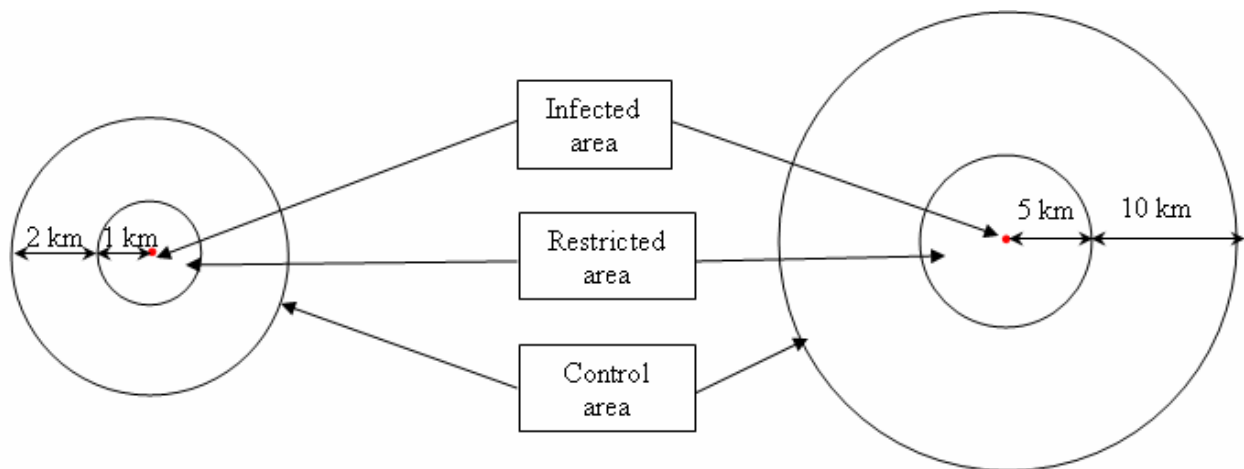 Infected
area
2 km
1 km
Restricted
area
5 km
10 km
Control
area